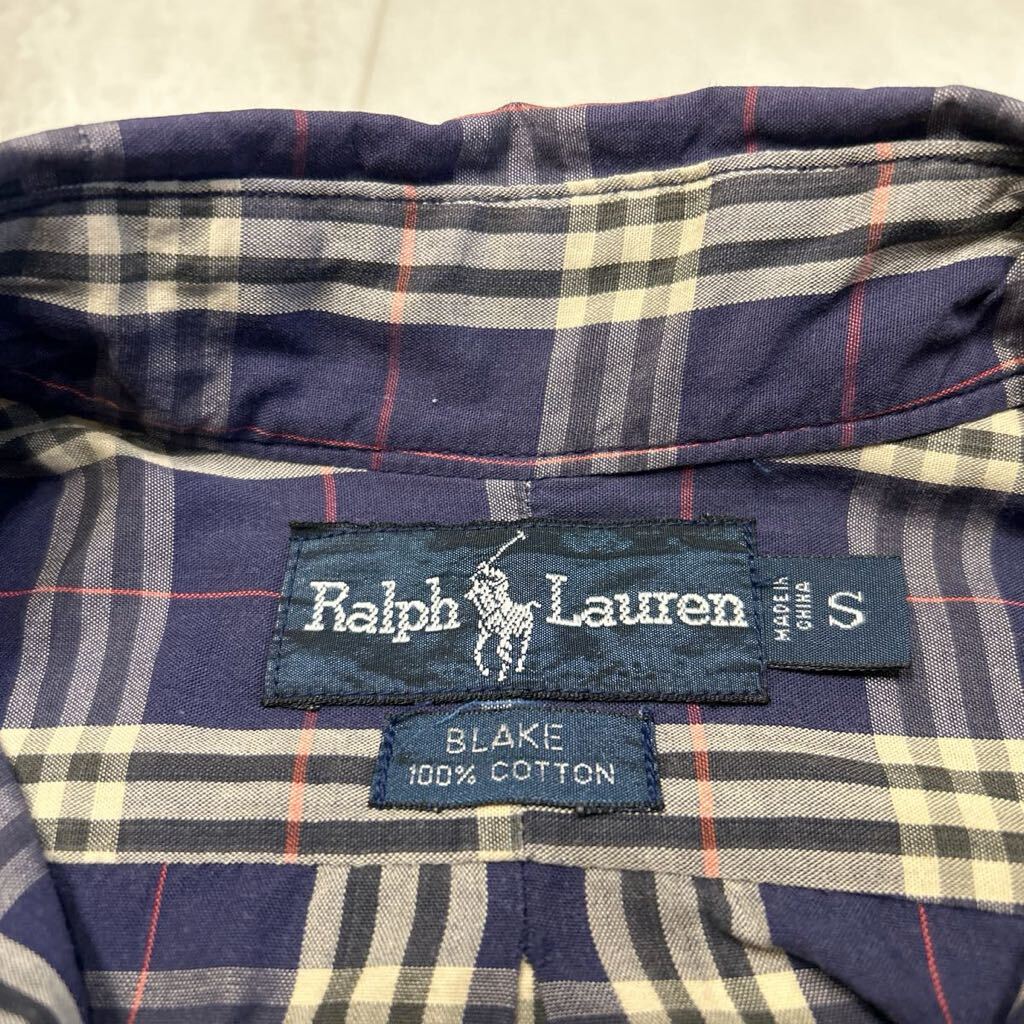 Ralph Lauren
MADE IN
CHINA
S
BLAKE
100% COTTON